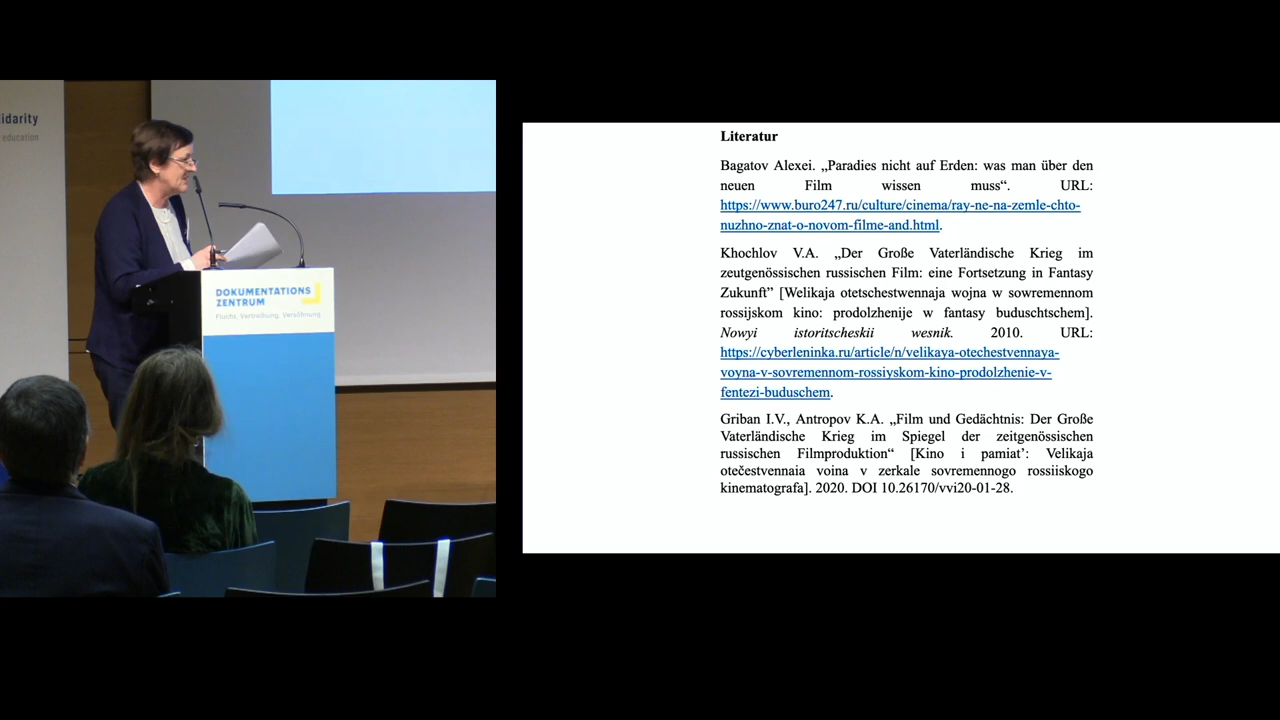 idarity
education
DOKUMENTATIONS
ZENTRUM
Flucht, Vertreibung, Versöhnung
Literatur
Bagatov Alexei. „Paradies nicht auf Erden: was man über den
neuen Film wissen muss“. URL:
https://www.buro247.ru/culture/cinema/ray-ne-na-zemle-chto-
nuzhno-znat-o-novom-filme-and.html.
Khochlov V.A. „Der Große Vaterländische Krieg im
zeutgenössischen russischen Film: eine Fortsetzung in Fantasy
Zukunft” [Welikaja otetschestwennaja wojna w sowremennom
rossijskom kino: prodolzhenije w fantasy buduschtschem].
Nowyi istoritscheskii wesnik. 2010. URL:
https://cyberleninka.ru/article/n/velikaya-otechestvennaya-
voyna-v-sovremennom-rossiyskom-kino-prodolzhenie-v-
fentezi-buduschem.
Griban I.V., Antropov K.A. „Film und Gedächtnis: Der Große
Vaterländische Krieg im Spiegel der zeitgenössischen
russischen Filmproduktion“ [Kino i pamiat’: Velikaja
otečestvennaia voina v zerkale sovremennogo rossiiskogo
kinematografa]. 2020. DOI 10.26170/vvi20-01-28.